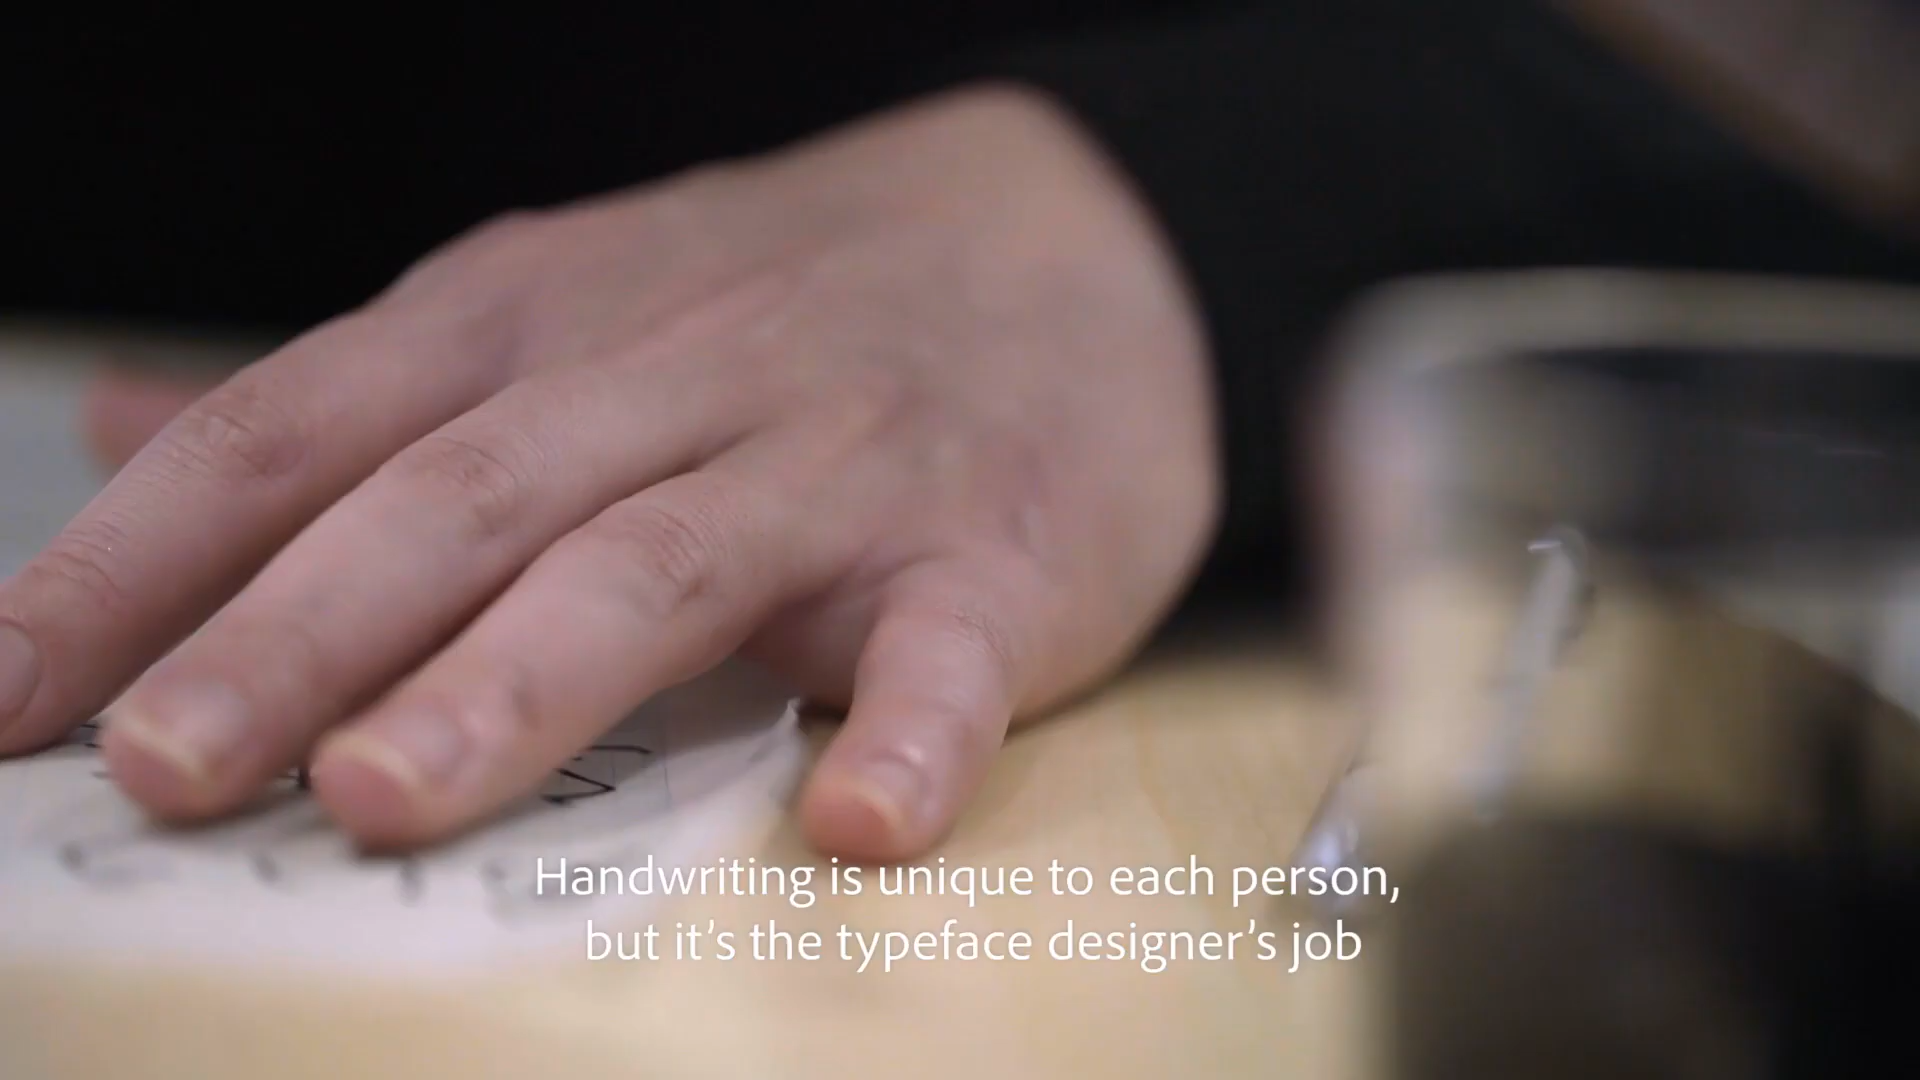 Handwriting is unique to each person,
but it’s the typeface designer’s job